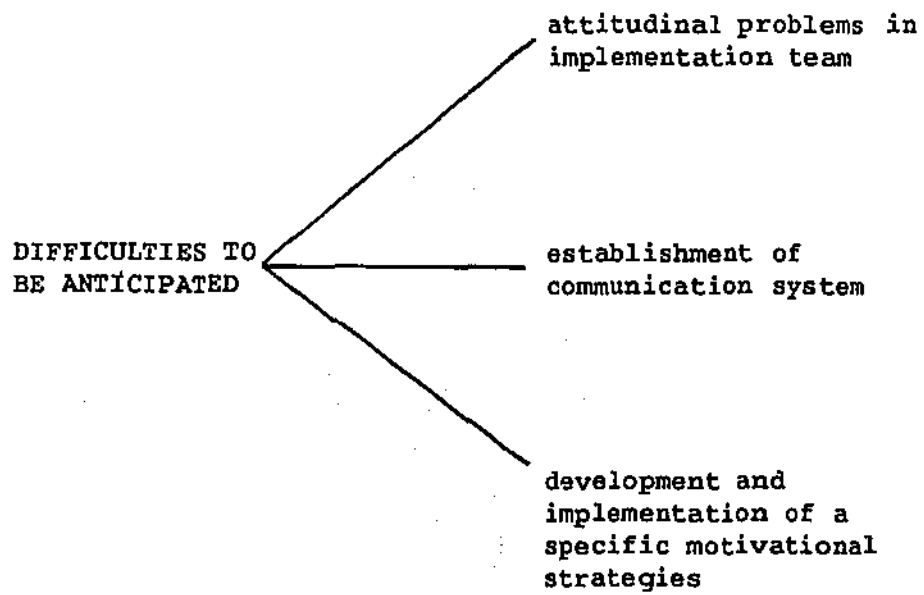 attitudinal problems in
implementation team
DIFFICULTIES TO
BE ANTICIPATED
establishment of
communication system
development and
implementation of a
specific motivational
strategies